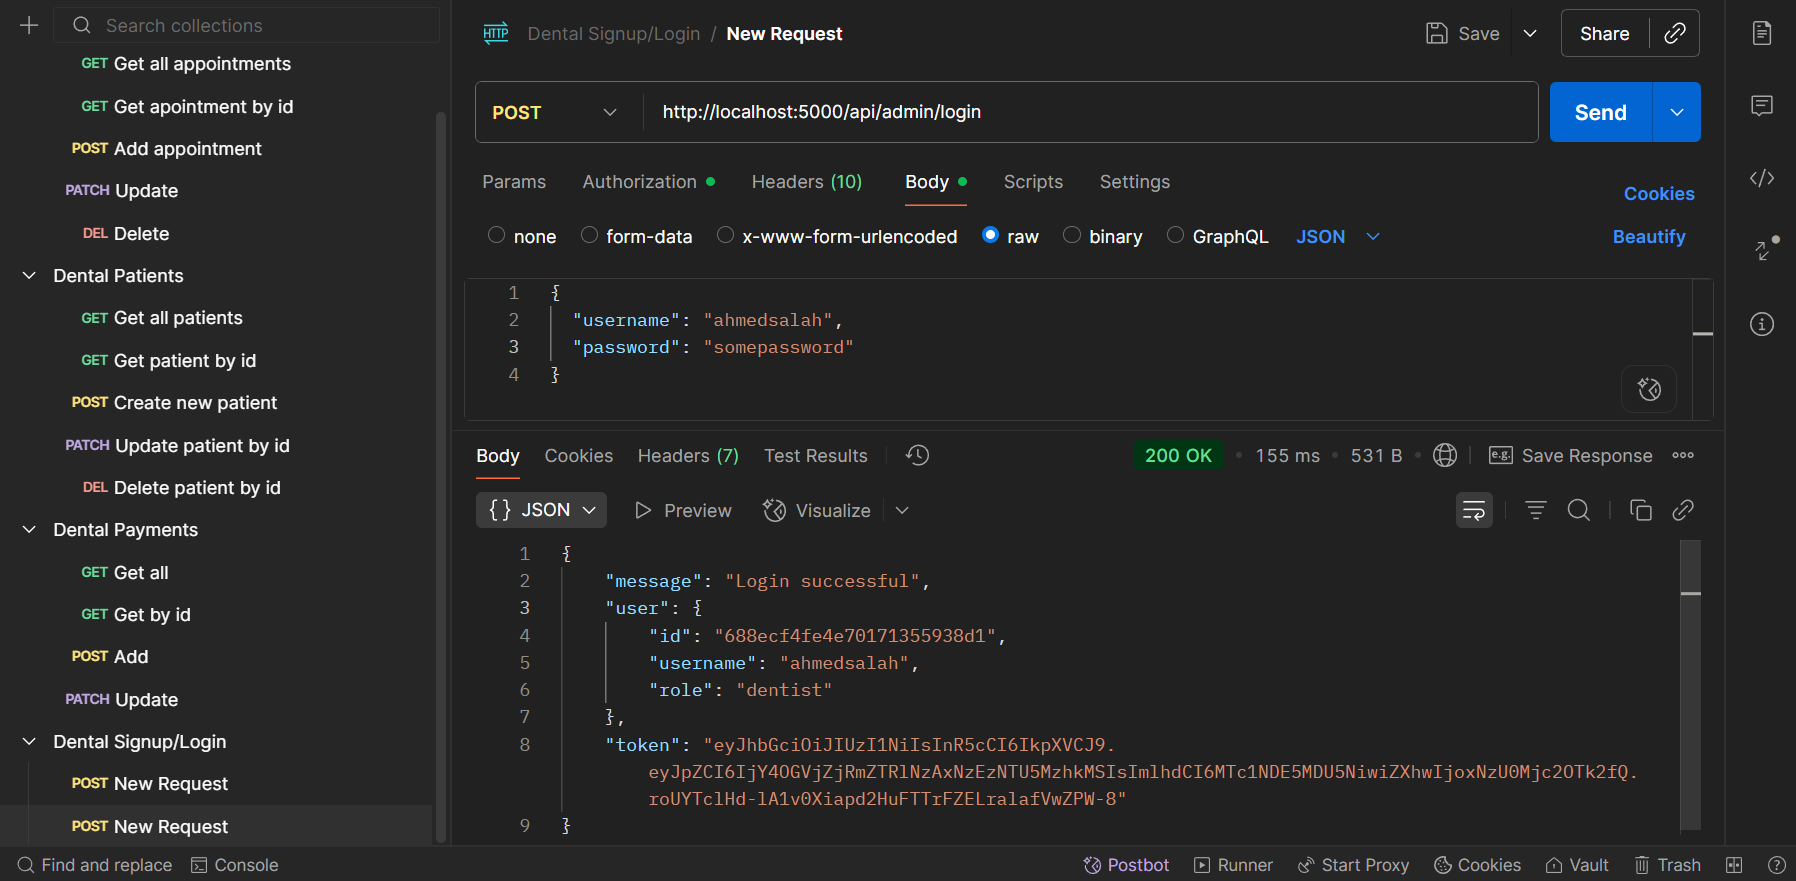 Search collections
GET Get all appointments
GET Get apointment by id
POST Add appointment
PATCH Update
DEL Delete
Dental Patients
GET Get all patients
GET Get patient by id
POST Create new patient
PATCH Update patient by id
DEL Delete patient by id
Dental Payments
GET Get all
GET Get by id
POST Add
PATCH Update
Dental Signup/Login
POST New Request
POST New Request
HTTP Dental Signup/Login / New Request
Save
Share
POST http://localhost:5000/api/admin/login
Send
Params Authorization Headers (10) Body Scripts Settings
Cookies
none form-data x-www-form-urlencoded raw binary GraphQL JSON
Beautify
1 {
2 "username": "ahmedsalah",
3 "password": "somepassword"
4 }
Body Cookies Headers (7) Test Results
200 OK • 155 ms • 531 B • e.g. Save Response
{} JSON Preview Visualize
1 {
2 "message": "Login successful",
3 "user": {
4 "id": "688ecf4fe4e70171355938d1",
5 "username": "ahmedsalah",
6 "role": "dentist"
7 },
8 "token": "eyJhbGciOiJIUzI1NiIsInR5cCI6IkpXVCJ9.
eyJpZCI6IjY4OGVjZjRmZTRlNzAxNzEzNTU5MzhkMSIsImlhdCI6MTc1NDE5MDU5NiwiZXhwIjoxNzU0Mjc2OTk2fQ.
roUYTclHd-lA1v0Xiapd2HuFTTrFZELralafVwZPW-8"
9 }
Find and replace Console
Postbot Runner Start Proxy Cookies Vault Trash